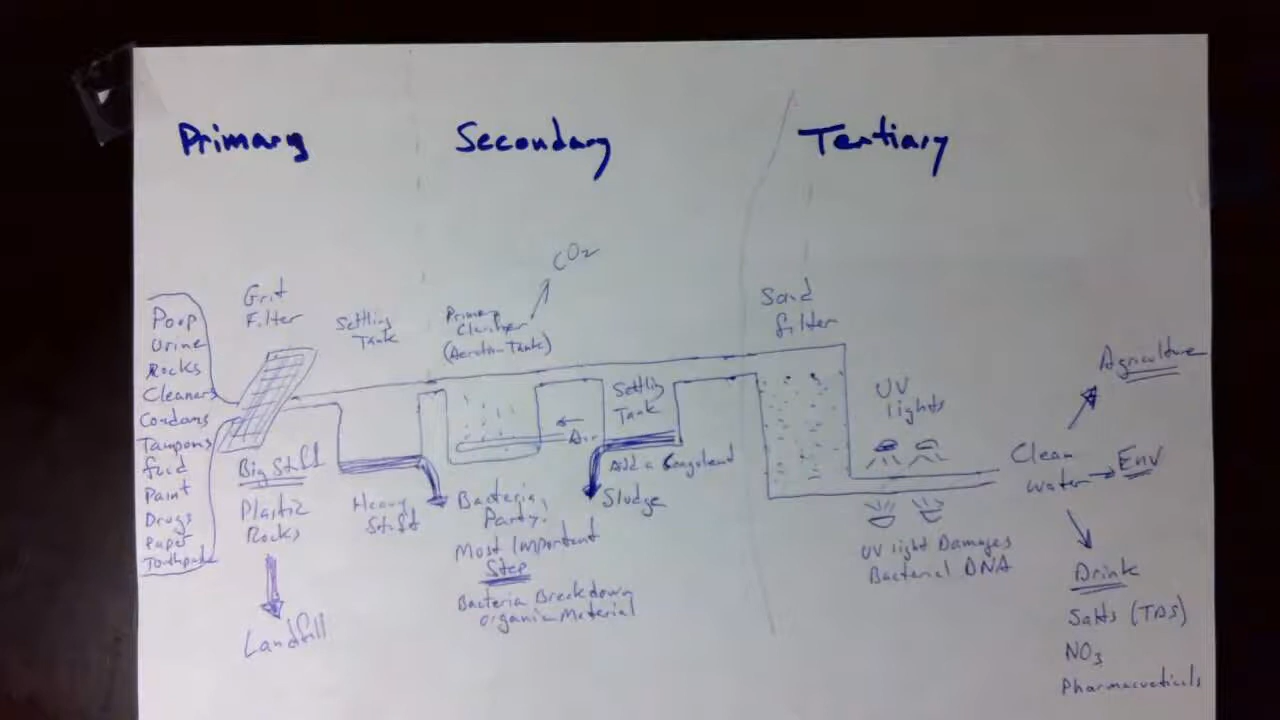 Primary
Secondary
Tertiary
Poop
Urine
Rocks
Cleaners
Condoms
Tampons
food
Paint
Drugs
Paper
Toothpaste
Grit
Filter
Big Stuff
Plastic
Rocks
Landfill
Settling
Tank
Heavy
Stuff
CO2
Primary
Clarifier
(Aeration Tank)
Air
Bacteria
Party!
Most Important
Step
Bacteria Breakdown
organic Material
Settling
Tank
Add a
Sludge
Sand
filter
UV
lights
UV light Damages
Bacterial DNA
Clean
water
Agriculture
Env
Drink
Salts (TDS)
NO3
Pharmaceuticals